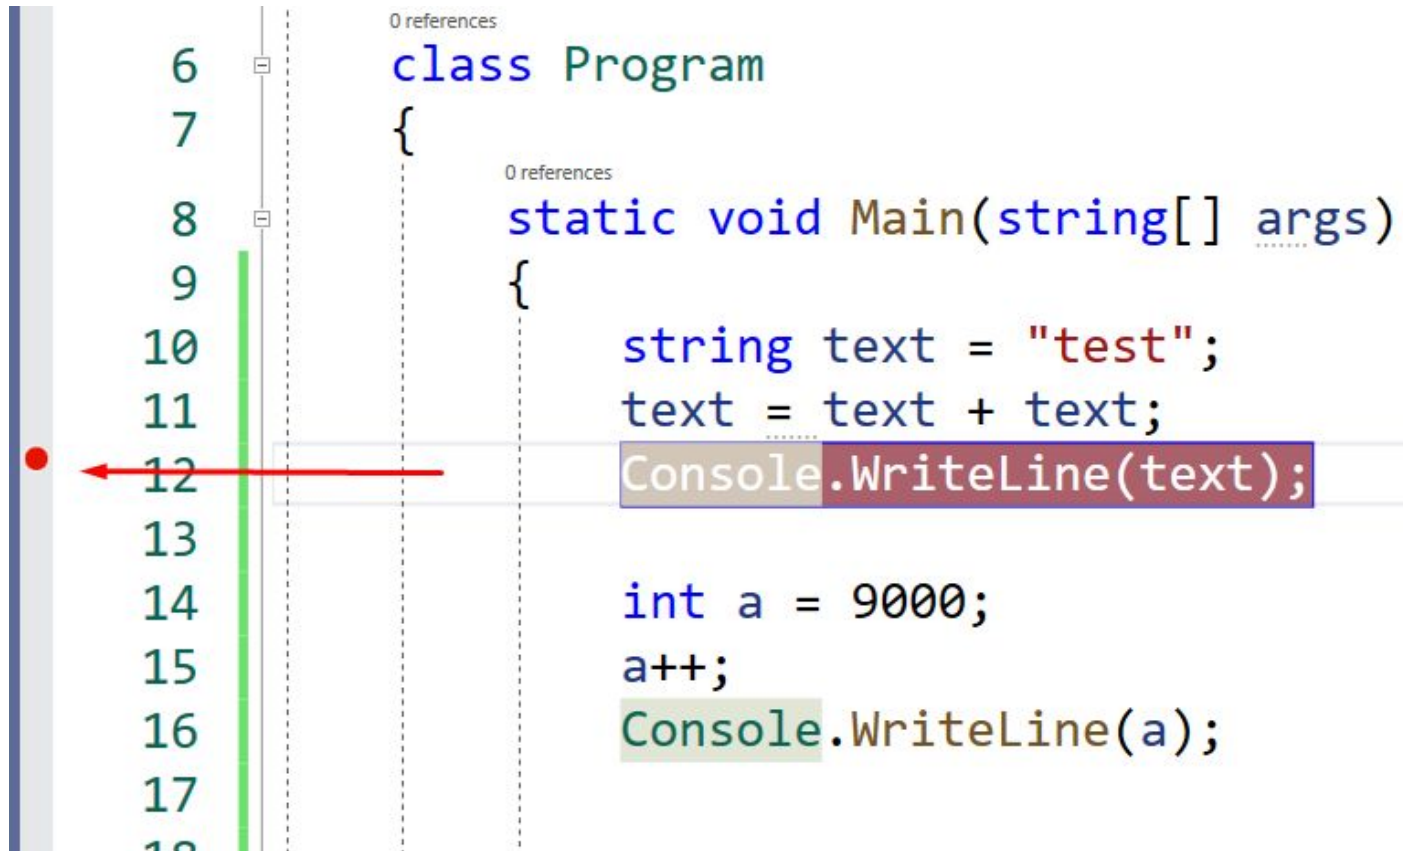 0 references
6 class Program
7 {
0 references
8 static void Main(string[] args)
9 {
10 string text = "test";
11 text = text + text;
12 Console.WriteLine(text);
13
14 int a = 9000;
15 a++;
16 Console.WriteLine(a);
17
18